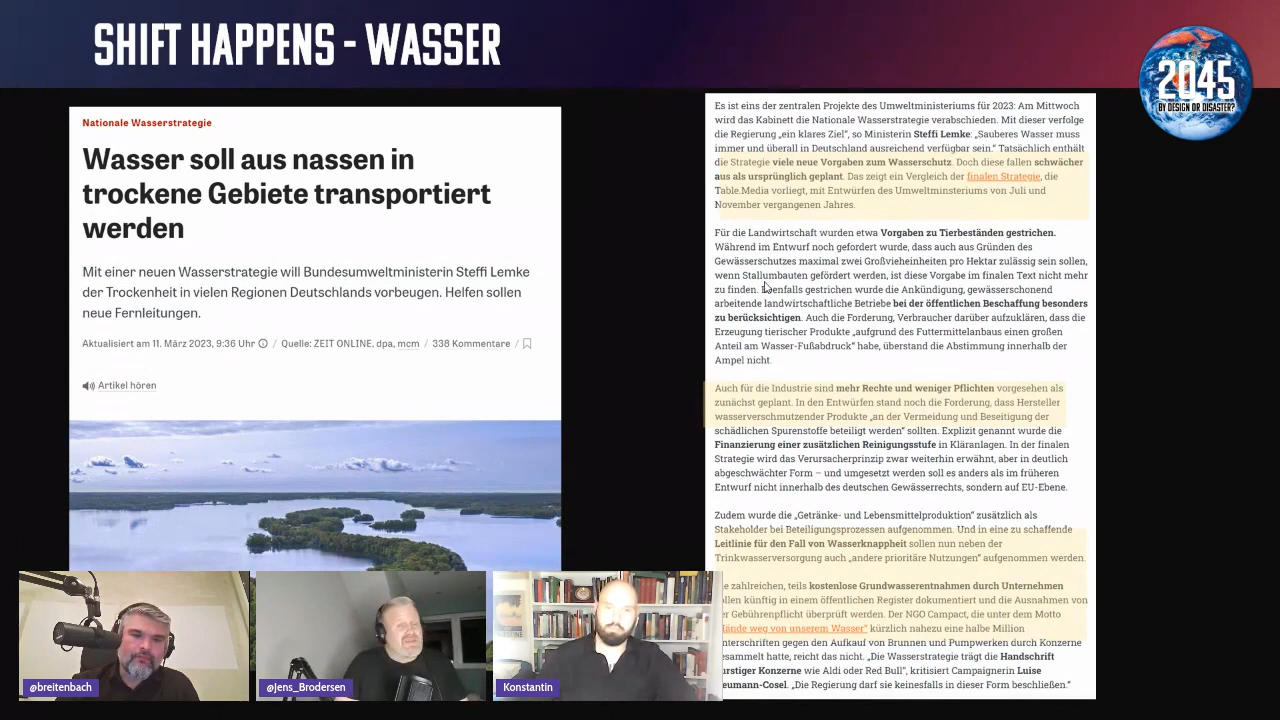 SHIFT HAPPENS - WASSER
2045
BY DESIGN OR DISASTER?
Nationale Wasserstrategie
Wasser soll aus nassen in
trockene Gebiete transportiert
werden
Mit einer neuen Wasserstrategie will Bundesumweltministerin Steffi Lemke
der Trockenheit in vielen Regionen Deutschlands vorbeugen. Helfen sollen
neue Fernleitungen.
Aktualisiert am 11. März 2023, 9:36 Uhr / Quelle: ZEIT ONLINE, dpa, mcm / 338 Kommentare /
Artikel hören
Es ist eins der zentralen Projekte des Umweltministeriums für 2023: Am Mittwoch
wird das Kabinett die Nationale Wasserstrategie verabschieden. Mit dieser verfolge
die Regierung „ein klares Ziel“, so Ministerin Steffi Lemke: „Sauberes Wasser muss
immer und überall in Deutschland ausreichend verfügbar sein.“ Tatsächlich enthält
die Strategie viele neue Vorgaben zum Wasserschutz. Doch diese fallen schwächer
aus als ursprünglich geplant. Das zeigt ein Vergleich der finalen Strategie, die
Table.Media vorliegt, mit Entwürfen des Umweltminsteriums von Juli und
November vergangenen Jahres.
Für die Landwirtschaft wurden etwa Vorgaben zu Tierbeständen gestrichen.
Während im Entwurf noch gefordert wurde, dass auch aus Gründen des
Gewässerschutzes maximal zwei Großvieheinheiten pro Hektar zulässig sein sollen,
wenn Stallumbauten gefördert werden, ist diese Vorgabe im finalen Text nicht mehr
zu finden. Ebenfalls gestrichen wurde die Ankündigung, gewässerschonend
arbeitende landwirtschaftliche Betriebe bei der öffentlichen Beschaffung besonders
zu berücksichtigen. Auch die Forderung, Verbraucher darüber aufzuklären, dass die
Erzeugung tierischer Produkte „aufgrund des Futtermittelanbaus einen großen
Anteil am Wasser-Fußabdruck“ habe, überstand die Abstimmung innerhalb der
Ampel nicht.
Auch für die Industrie sind mehr Rechte und weniger Pflichten vorgesehen als
zunächst geplant. In den Entwürfen stand noch die Forderung, dass Hersteller
wasserverschmutzender Produkte „an der Vermeidung und Beseitigung der
schädlichen Spurenstoffe beteiligt werden“ sollten. Explizit genannt wurde die
Finanzierung einer zusätzlichen Reinigungsstufe in Kläranlagen. In der finalen
Strategie wird das Verursacherprinzip zwar weiterhin erwähnt, aber in deutlich
abgeschwächter Form – und umgesetzt werden soll es anders als im früheren
Entwurf nicht innerhalb des deutschen Gewässerrechts, sondern auf EU-Ebene.
Zudem wurde die „Getränke- und Lebensmittelproduktion“ zusätzlich als
Stakeholder bei Beteiligungsprozessen aufgenommen. Und in eine zu schaffende
Leitlinie für den Fall von Wasserknappheit sollen nun neben der
Trinkwasserversorgung auch „andere prioritäre Nutzungen“ aufgenommen werden.
zahlreichen, teils kostenlose Grundwasserentnahmen durch Unternehmen
ollen künftig in einem öffentlichen Register dokumentiert und die Ausnahmen von
er Gebührenpflicht überprüft werden. Der NGO Campact, die unter dem Motto
Hände weg von unserem Wasser“ kürzlich nahezu eine halbe Million
nterschriften gegen den Aufkauf von Brunnen und Pumpwerken durch Konzerne
esammelt hatte, reicht das nicht. „Die Wasserstrategie trägt die Handschrift
urstiger Konzerne wie Aldi oder Red Bull“, kritisiert Campaignerin Luise
eumann-Cosel. „Die Regierung darf sie keinesfalls in dieser Form beschließen.“
@breitenbach
@Jens_Brodersen
Konstantin